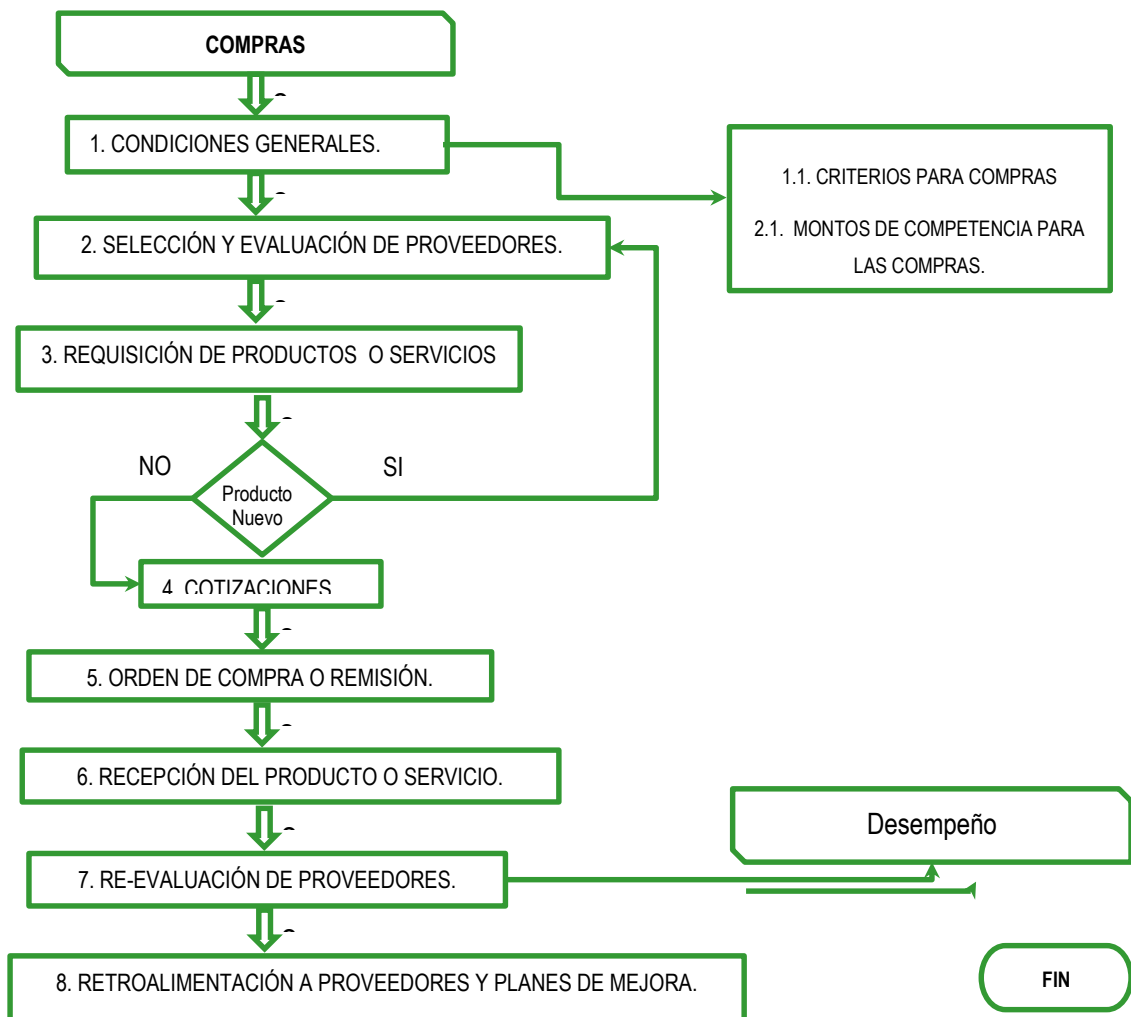 COMPRAS
1. CONDICIONES GENERALES.
1.1. CRITERIOS PARA COMPRAS
2.1. MONTOS DE COMPETENCIA PARA
LAS COMPRAS.
2. SELECCIÓN Y EVALUACIÓN DE PROVEEDORES.
3. REQUISICIÓN DE PRODUCTOS O SERVICIOS
NO
SI
Producto
Nuevo
4. COTIZACIONES
5. ORDEN DE COMPRA O REMISIÓN.
6. RECEPCIÓN DEL PRODUCTO O SERVICIO.
Desempeño
7. RE-EVALUACIÓN DE PROVEEDORES.
8. RETROALIMENTACIÓN A PROVEEDORES Y PLANES DE MEJORA.
FIN